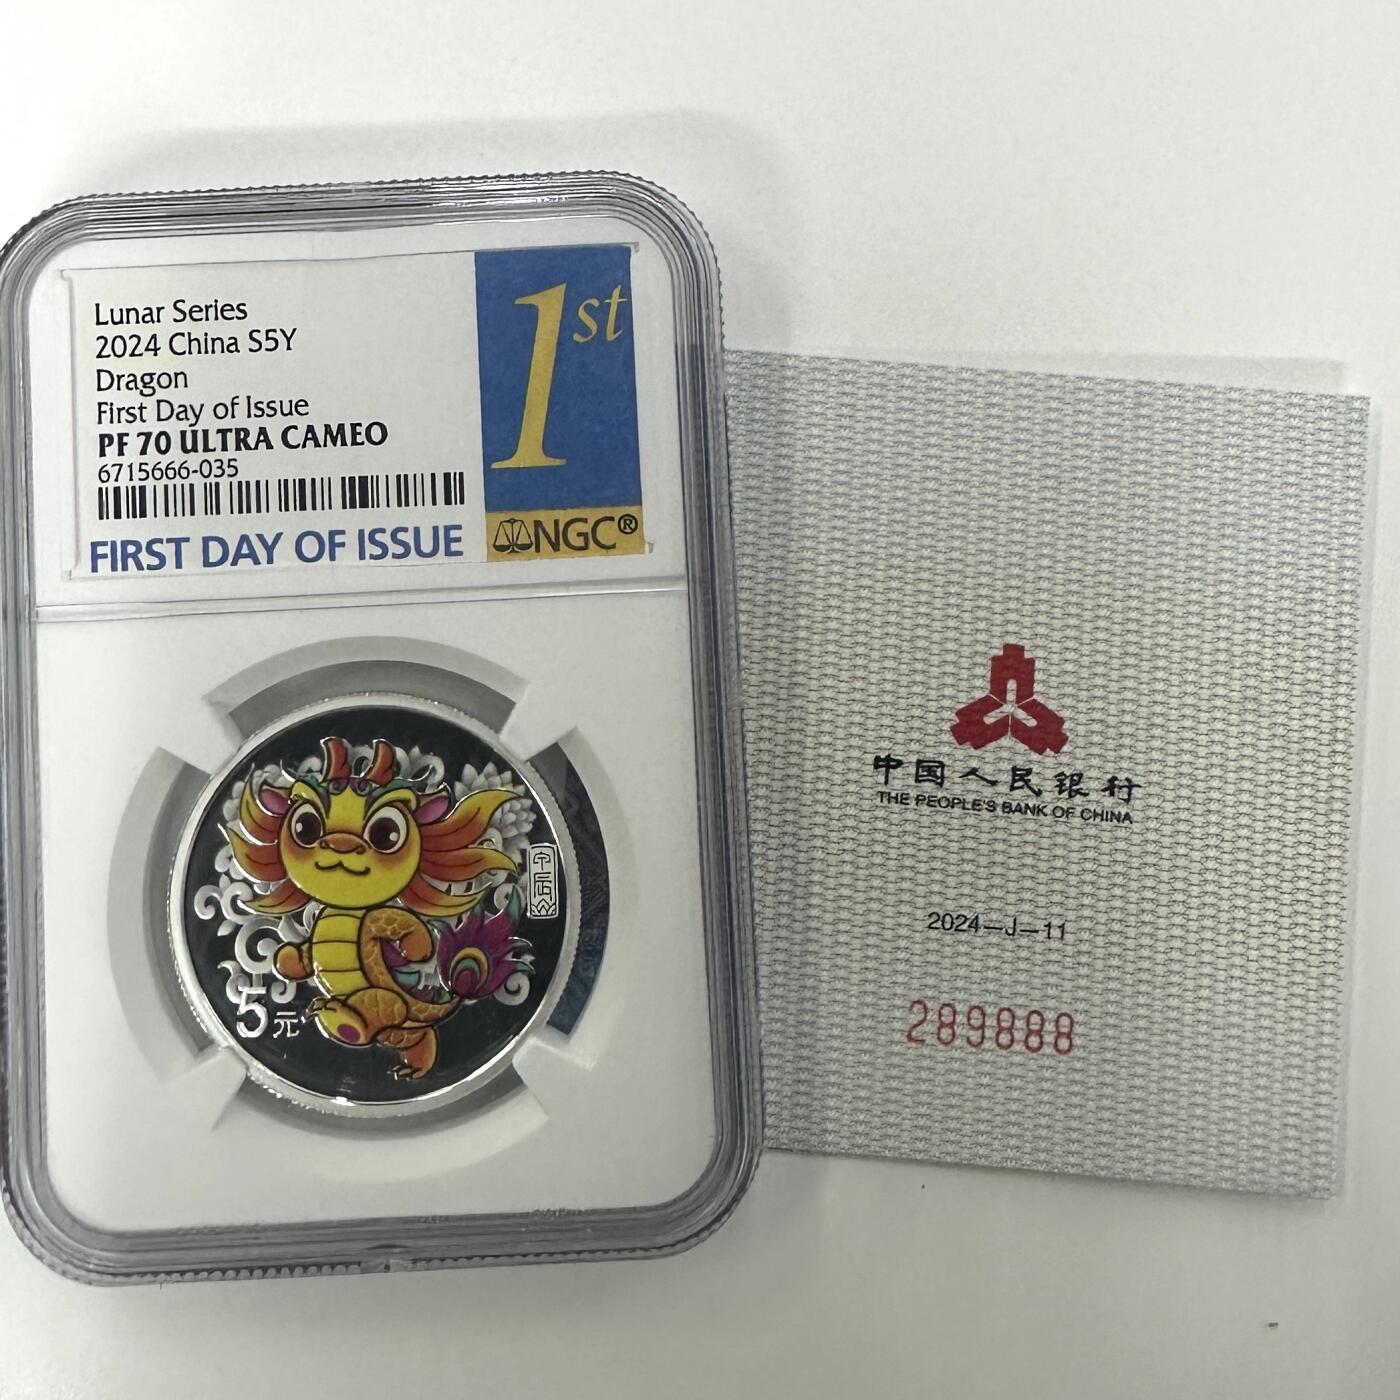 Lunar Series
2024 China S5Y
Dragon
First Day of Issue
PF 70 ULTRA CAMEO
6715666-035
FIRST DAY OF ISSUE
1st
NGC®
5元
中国人民银行
THE PEOPLE'S BANK OF CHINA
2024-J-11
289888